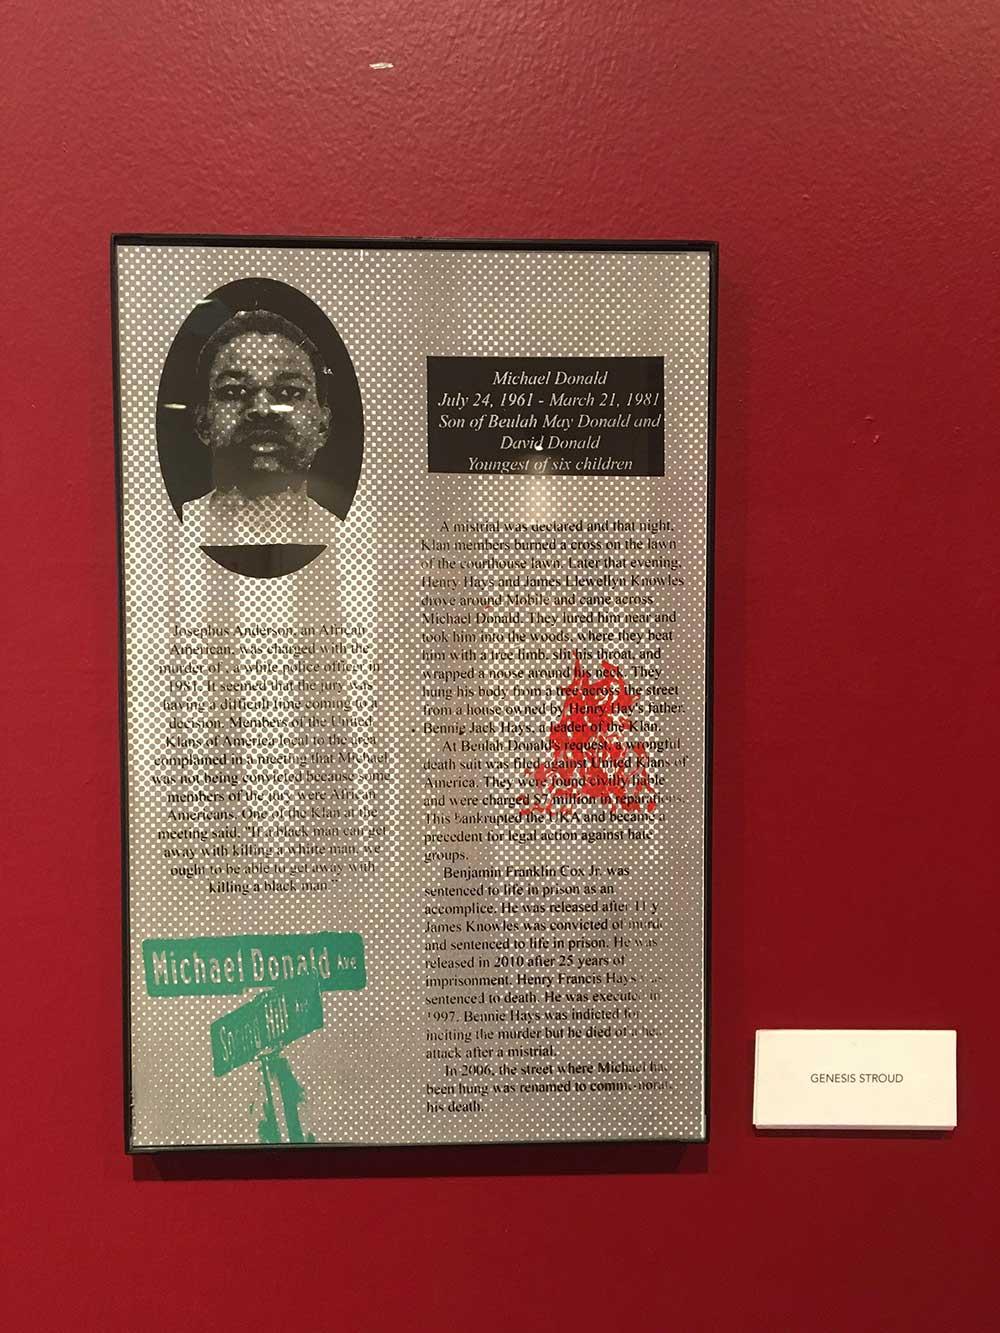 Michael Donald
July 24, 1961 - March 21, 1981
Son of Beulah May Donald and
David Donald
Youngest of six children
Josephus Anderson, an African
American, was charged with the
murder of , a white police officer in
1981. It seemed that the jury was
having a difficult time coming to a
decision. Members of the United
Klans of America local to the area
complained in a meeting that Michael
was not being convicted because some
members of the jury were African
Americans. One of the Klan at the
meeting said, "If a black man can get
away with killing a white man, we
ought to be able to get away with
killing a black man."
A mistrial was declared and that night,
Klan members burned a cross on the lawn
of the courthouse lawn. Later that evening,
Henry Hays and James Llewellyn Knowles
drove around Mobile and came across
Michael Donald. They lured him near and
took him into the woods, where they beat
him with a tree limb, slit his throat, and
wrapped a noose around his neck. They
hung his body from a tree across the street
from a house owned by Henry Hay's father,
Bennie Jack Hays, a leader of the Klan.
At Beulah Donald's request, a wrongful
death suit was filed against United Klans of
America. They were found civilly liable
and were charged $7 million in reparations.
This bankrupted the UKA and became a
precedent for legal action against hate
groups.
Benjamin Franklin Cox Jr. was
sentenced to life in prison as an
accomplice. He was released after 11 y
James Knowles was convicted of murd
and sentenced to life in prison. He was
released in 2010 after 25 years of
imprisonment. Henry Francis Hays
sentenced to death. He was executed in
1997. Bennie Hays was indicted for
inciting the murder but he died of a hea
attack after a mistrial.
In 2006, the street where Michael ha
been hung was renamed to
his death.
Michael Donald Ave
Spring Hill Ave
GENESIS STROUD